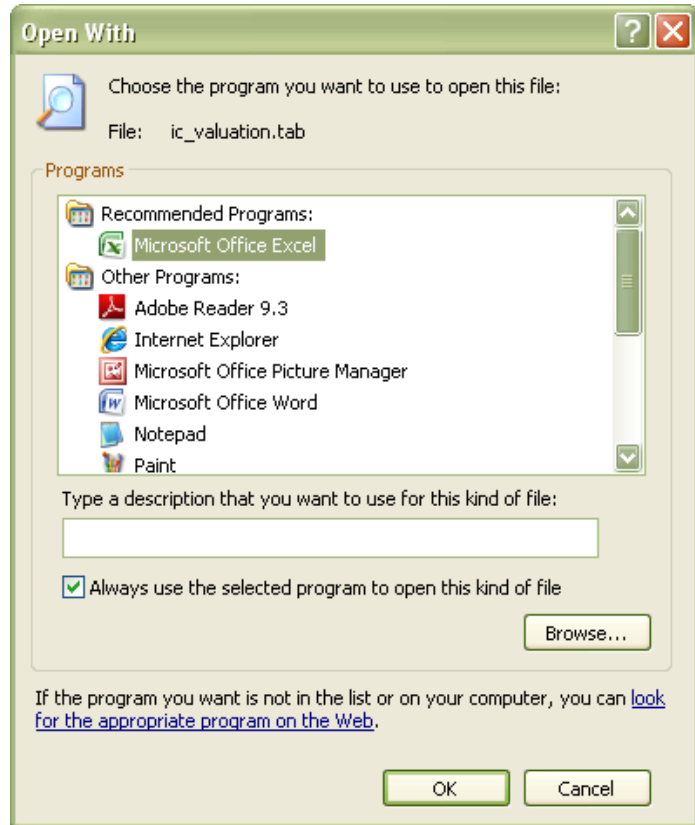 Open With
Choose the program you want to use to open this file:
File: ic_valuation.tab
Programs
Recommended Programs:
Microsoft Office Excel
Other Programs:
Adobe Reader 9.3
Internet Explorer
Microsoft Office Picture Manager
Microsoft Office Word
Notepad
Paint
Type a description that you want to use for this kind of file:
Always use the selected program to open this kind of file
Browse...
If the program you want is not in the list or on your computer, you can look
for the appropriate program on the Web.
OK Cancel